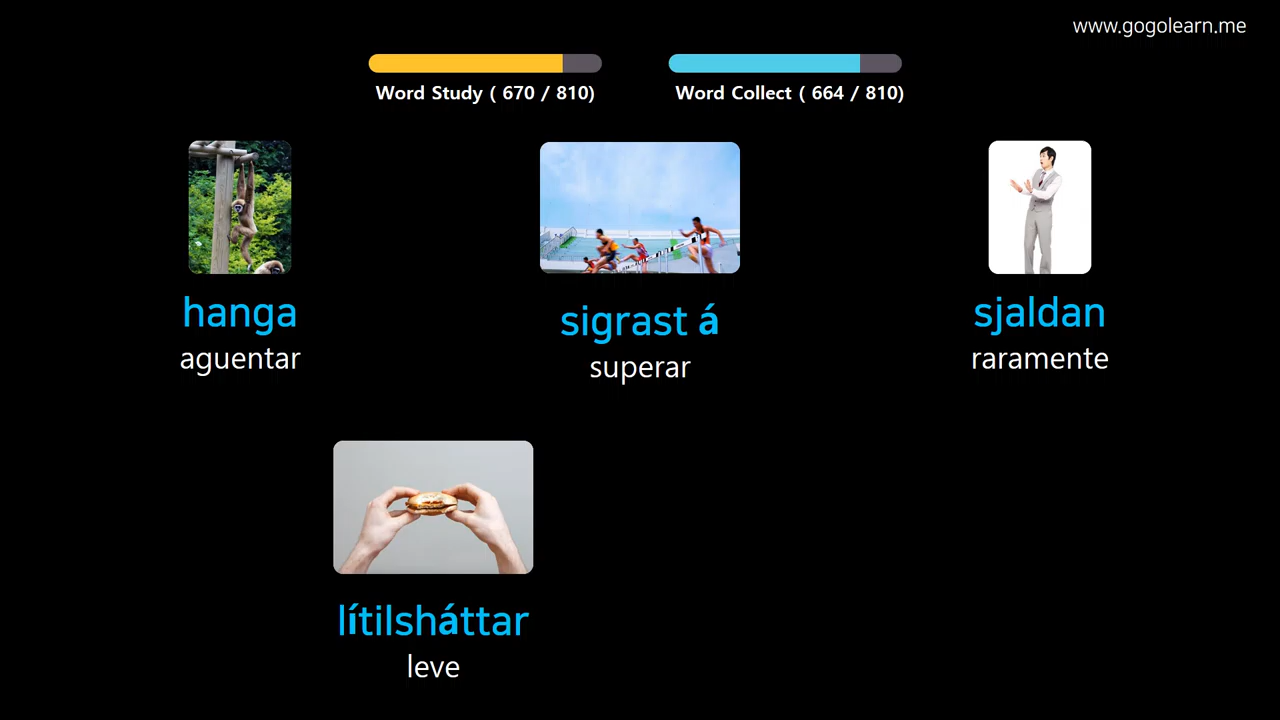 www.gogolearn.me
Word Study ( 670 / 810)
Word Collect ( 664 / 810)
hanga
aguentar
sigrast á
superar
sjaldan
raramente
lítilsháttar
leve